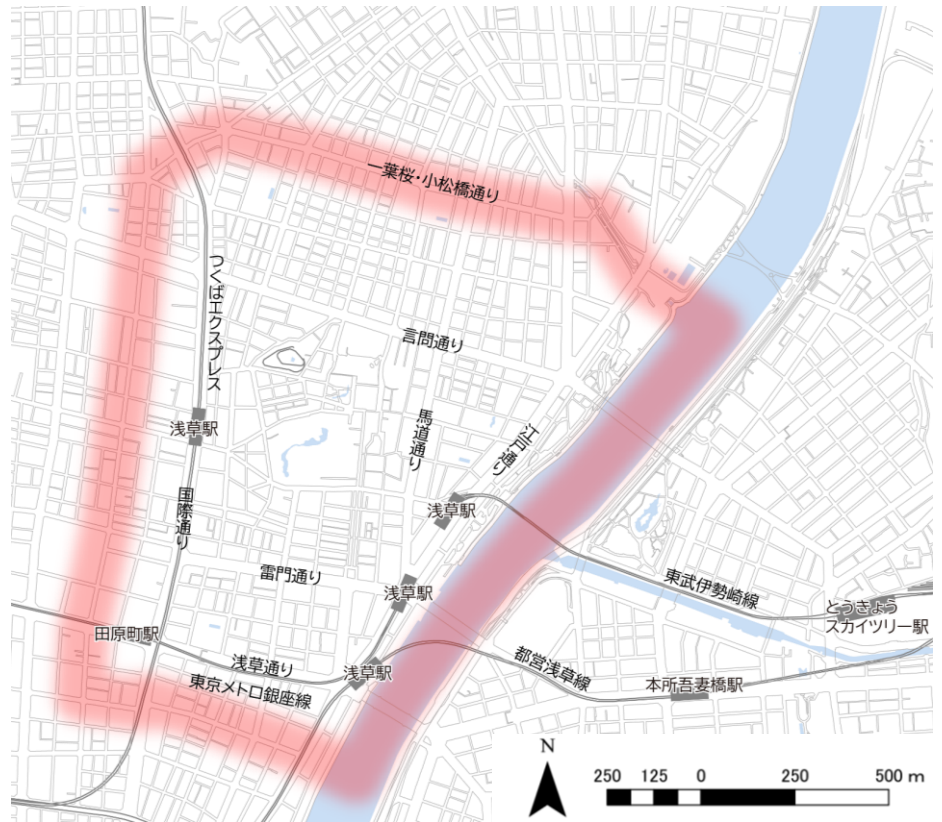 一葉桜・小松橋通り
つくばエクスプレス
言問通り
馬道通り
江戸通り
浅草駅
国際通り
浅草駅
雷門通り
浅草駅
東武伊勢崎線
とうきょう
スカイツリー駅
田原町駅
浅草通り
浅草駅
都営浅草線
東京メトロ銀座線
本所吾妻橋駅
N
250 125 0 250 500 m